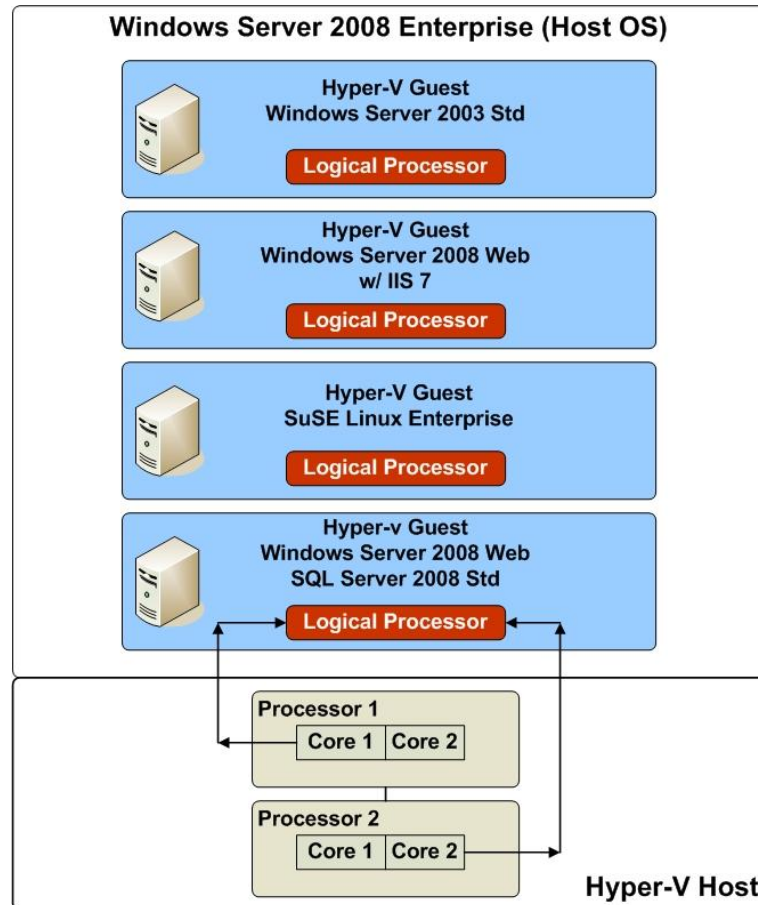 Windows Server 2008 Enterprise (Host OS)
Hyper-V Guest
Windows Server 2003 Std
Logical Processor
Hyper-V Guest
Windows Server 2008 Web
w/ IIS 7
Logical Processor
Hyper-V Guest
SuSE Linux Enterprise
Logical Processor
Hyper-v Guest
Windows Server 2008 Web
SQL Server 2008 Std
Logical Processor
Processor 1
Core 1 Core 2
Processor 2
Core 1 Core 2
Hyper-V Host